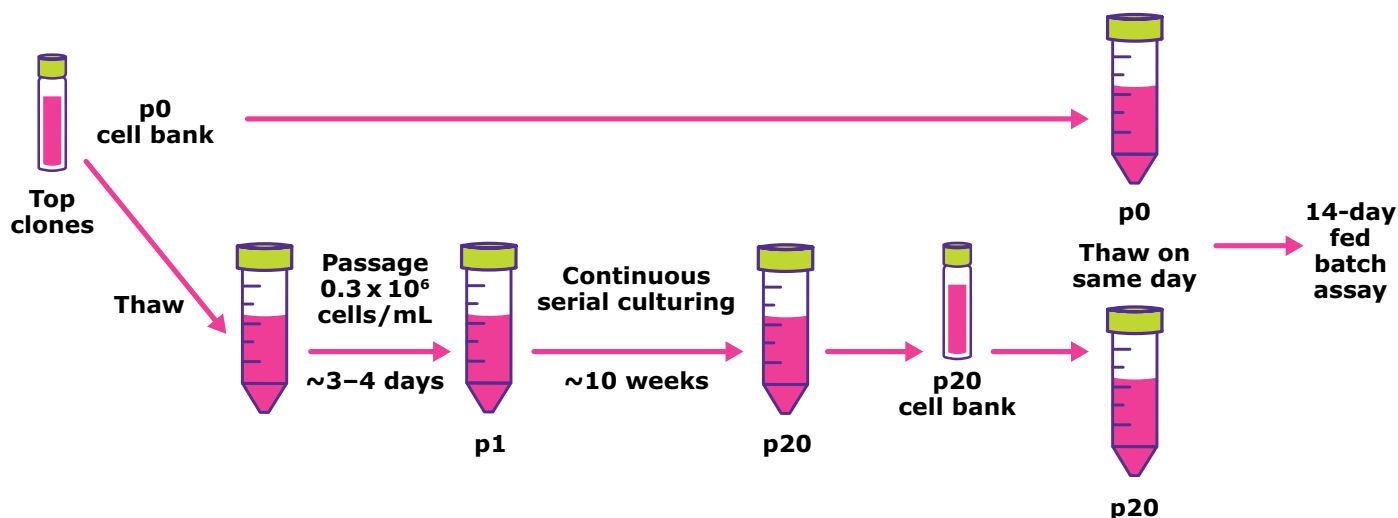 p0
cell bank
Top
clones
p0
Thaw on
same day
14-day
fed
batch
assay
Thaw
Passage
0.3 x 10⁶
cells/mL
~3–4 days
p1
Continuous
serial culturing
~10 weeks
p20
p20
cell bank
p20